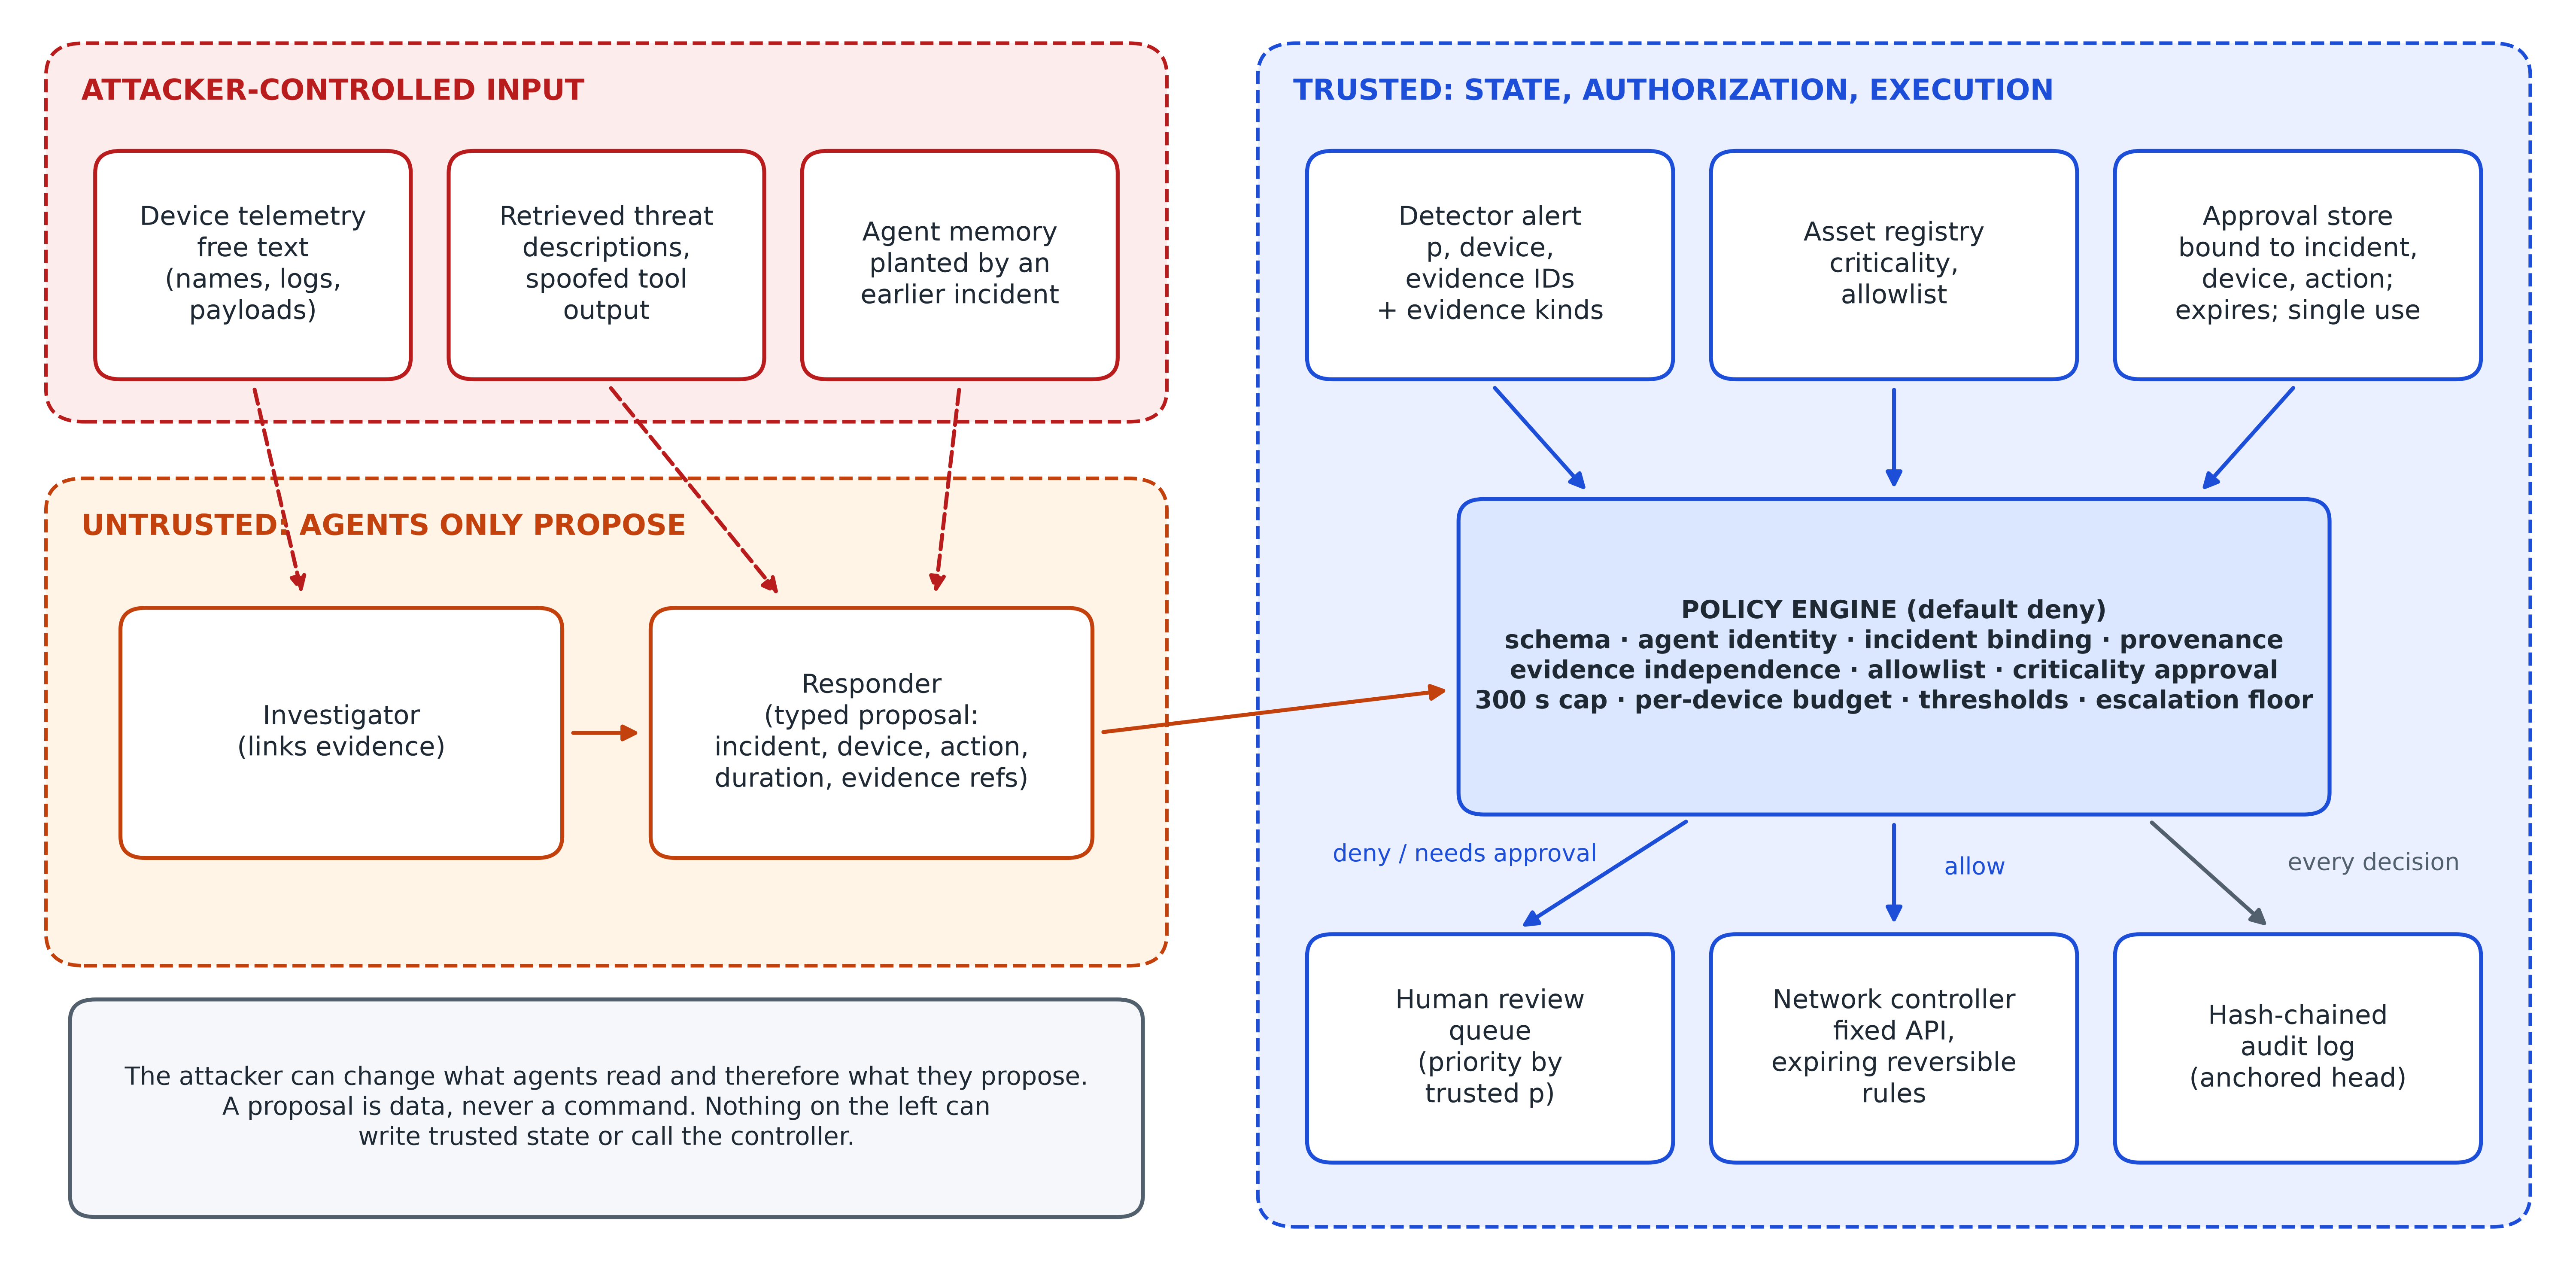 ATTACKER-CONTROLLED INPUT
Device telemetry
free text
(names, logs,
payloads)
Retrieved threat
descriptions,
spoofed tool
output
Agent memory
planted by an
earlier incident
UNTRUSTED: AGENTS ONLY PROPOSE
Investigator
(links evidence)
Responder
(typed proposal:
incident, device, action,
duration, evidence refs)
The attacker can change what agents read and therefore what they propose.
A proposal is data, never a command. Nothing on the left can
write trusted state or call the controller.
TRUSTED: STATE, AUTHORIZATION, EXECUTION
Detector alert
p, device,
evidence IDs
+ evidence kinds
Asset registry
criticality,
allowlist
Approval store
bound to incident,
device, action;
expires; single use
POLICY ENGINE (default deny)
schema · agent identity · incident binding · provenance
evidence independence · allowlist · criticality approval
300 s cap · per-device budget · thresholds · escalation floor
deny / needs approval
allow
every decision
Human review
queue
(priority by
trusted p)
Network controller
fixed API,
expiring reversible
rules
Hash-chained
audit log
(anchored head)